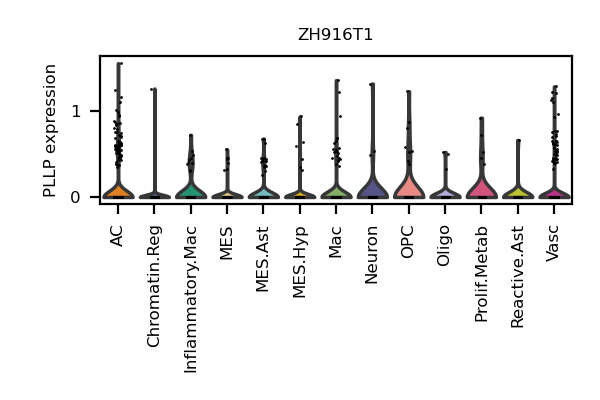 ZH916T1
PLLP expression
1
0
AC
Chromatin.Reg
Inflammatory.Mac
MES
MES.Ast
MES.Hyp
Mac
Neuron
OPC
Oligo
Prolif.Metab
Reactive.Ast
Vasc